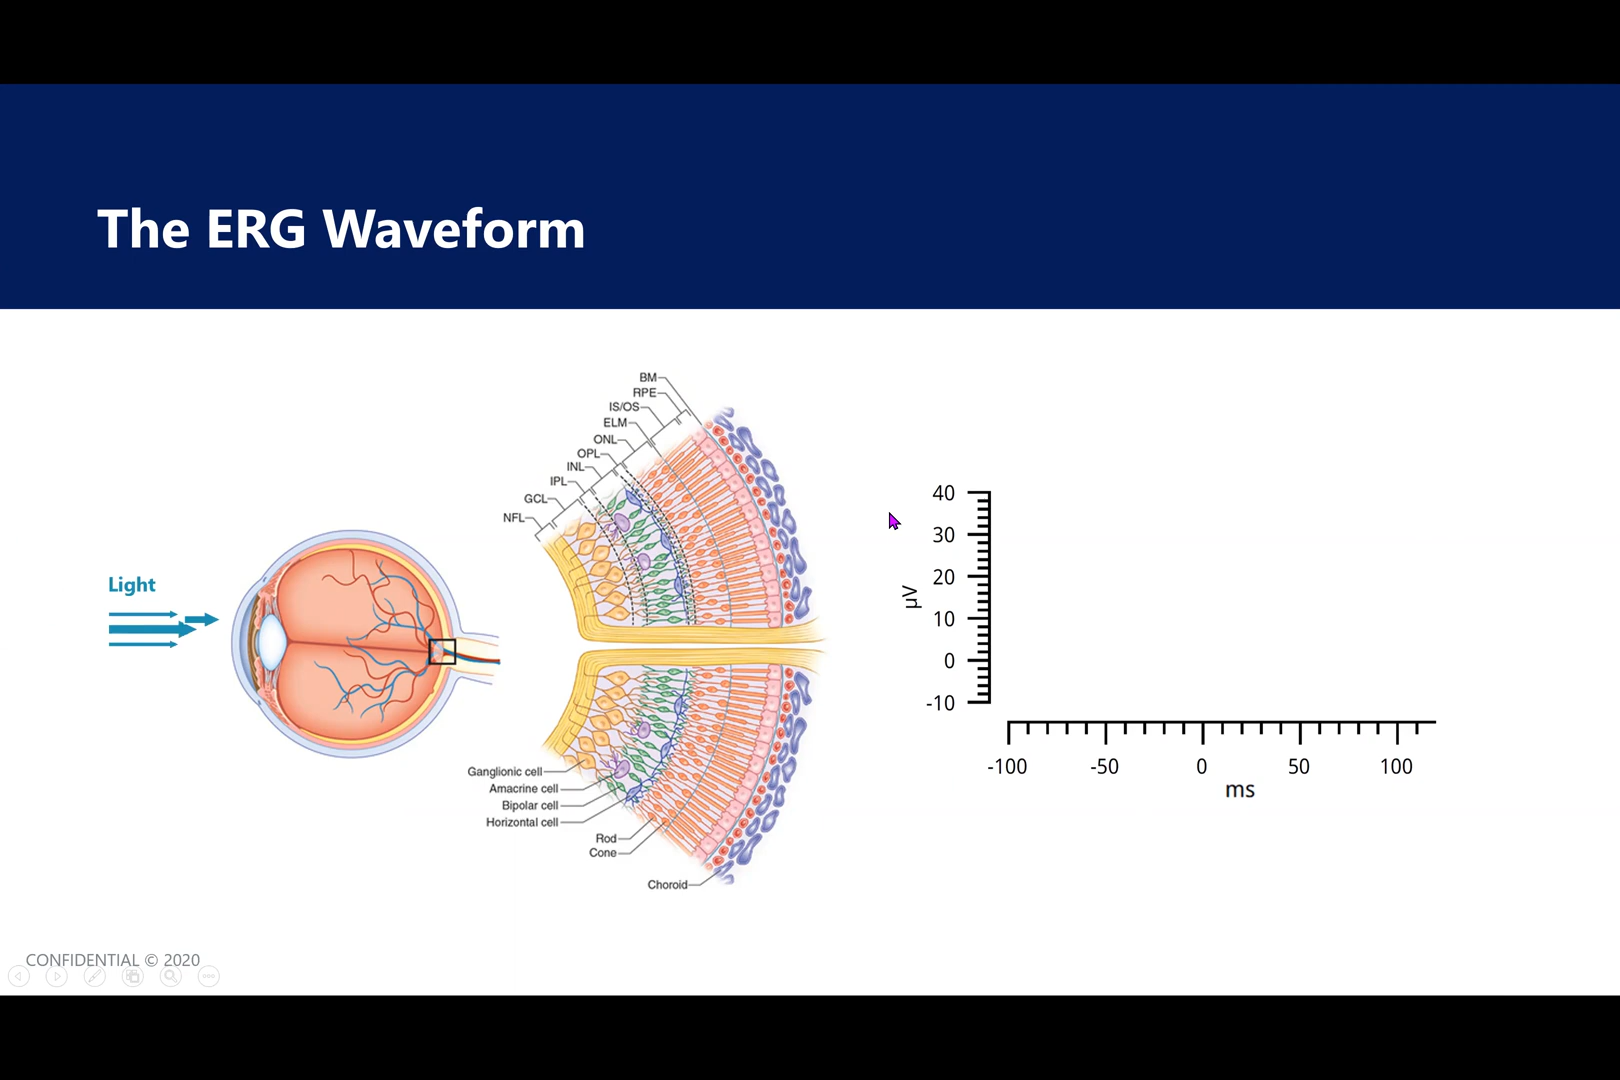 The ERG Waveform
Light
BM
RPE
IS/OS
ELM
ONL
OPL
INL
IPL
GCL
NFL
Ganglionic cell
Amacrine cell
Bipolar cell
Horizontal cell
Rod
Cone
Choroid
40
30
20
10
0
-10
µV
-100 -50 0 50 100
ms
CONFIDENTIAL © 2020